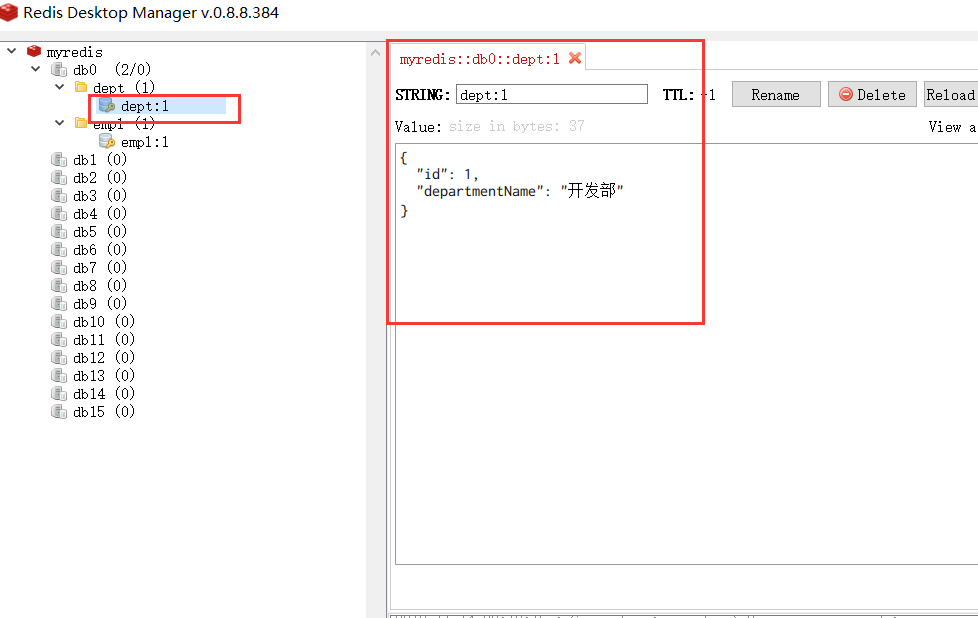 Redis Desktop Manager v.0.8.8.384
myredis
db0 (2/0)
dept (1)
dept:1
empl (1)
empl:1
db1 (0)
db2 (0)
db3 (0)
db4 (0)
db5 (0)
db6 (0)
db7 (0)
db8 (0)
db9 (0)
db10 (0)
db11 (0)
db12 (0)
db13 (0)
db14 (0)
db15 (0)
myredis::db0::dept:1
STRING: dept:1 TTL: -1 Rename Delete Reload
Value: size in bytes: 37 View a
{
"id": 1,
"departmentName": "开发部"
}